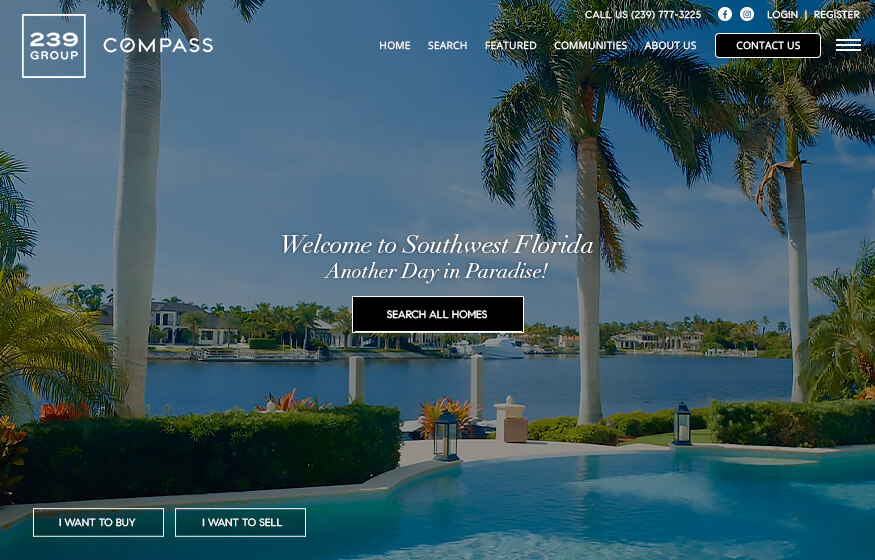 CALL US (239) 777-3225
LOGIN | REGISTER
239
GROUP
COMPASS
HOME
SEARCH
FEATURED
COMMUNITIES
ABOUT US
CONTACT US
Welcome to Southwest Florida
Another Day in Paradise!
SEARCH ALL HOMES
I WANT TO BUY
I WANT TO SELL